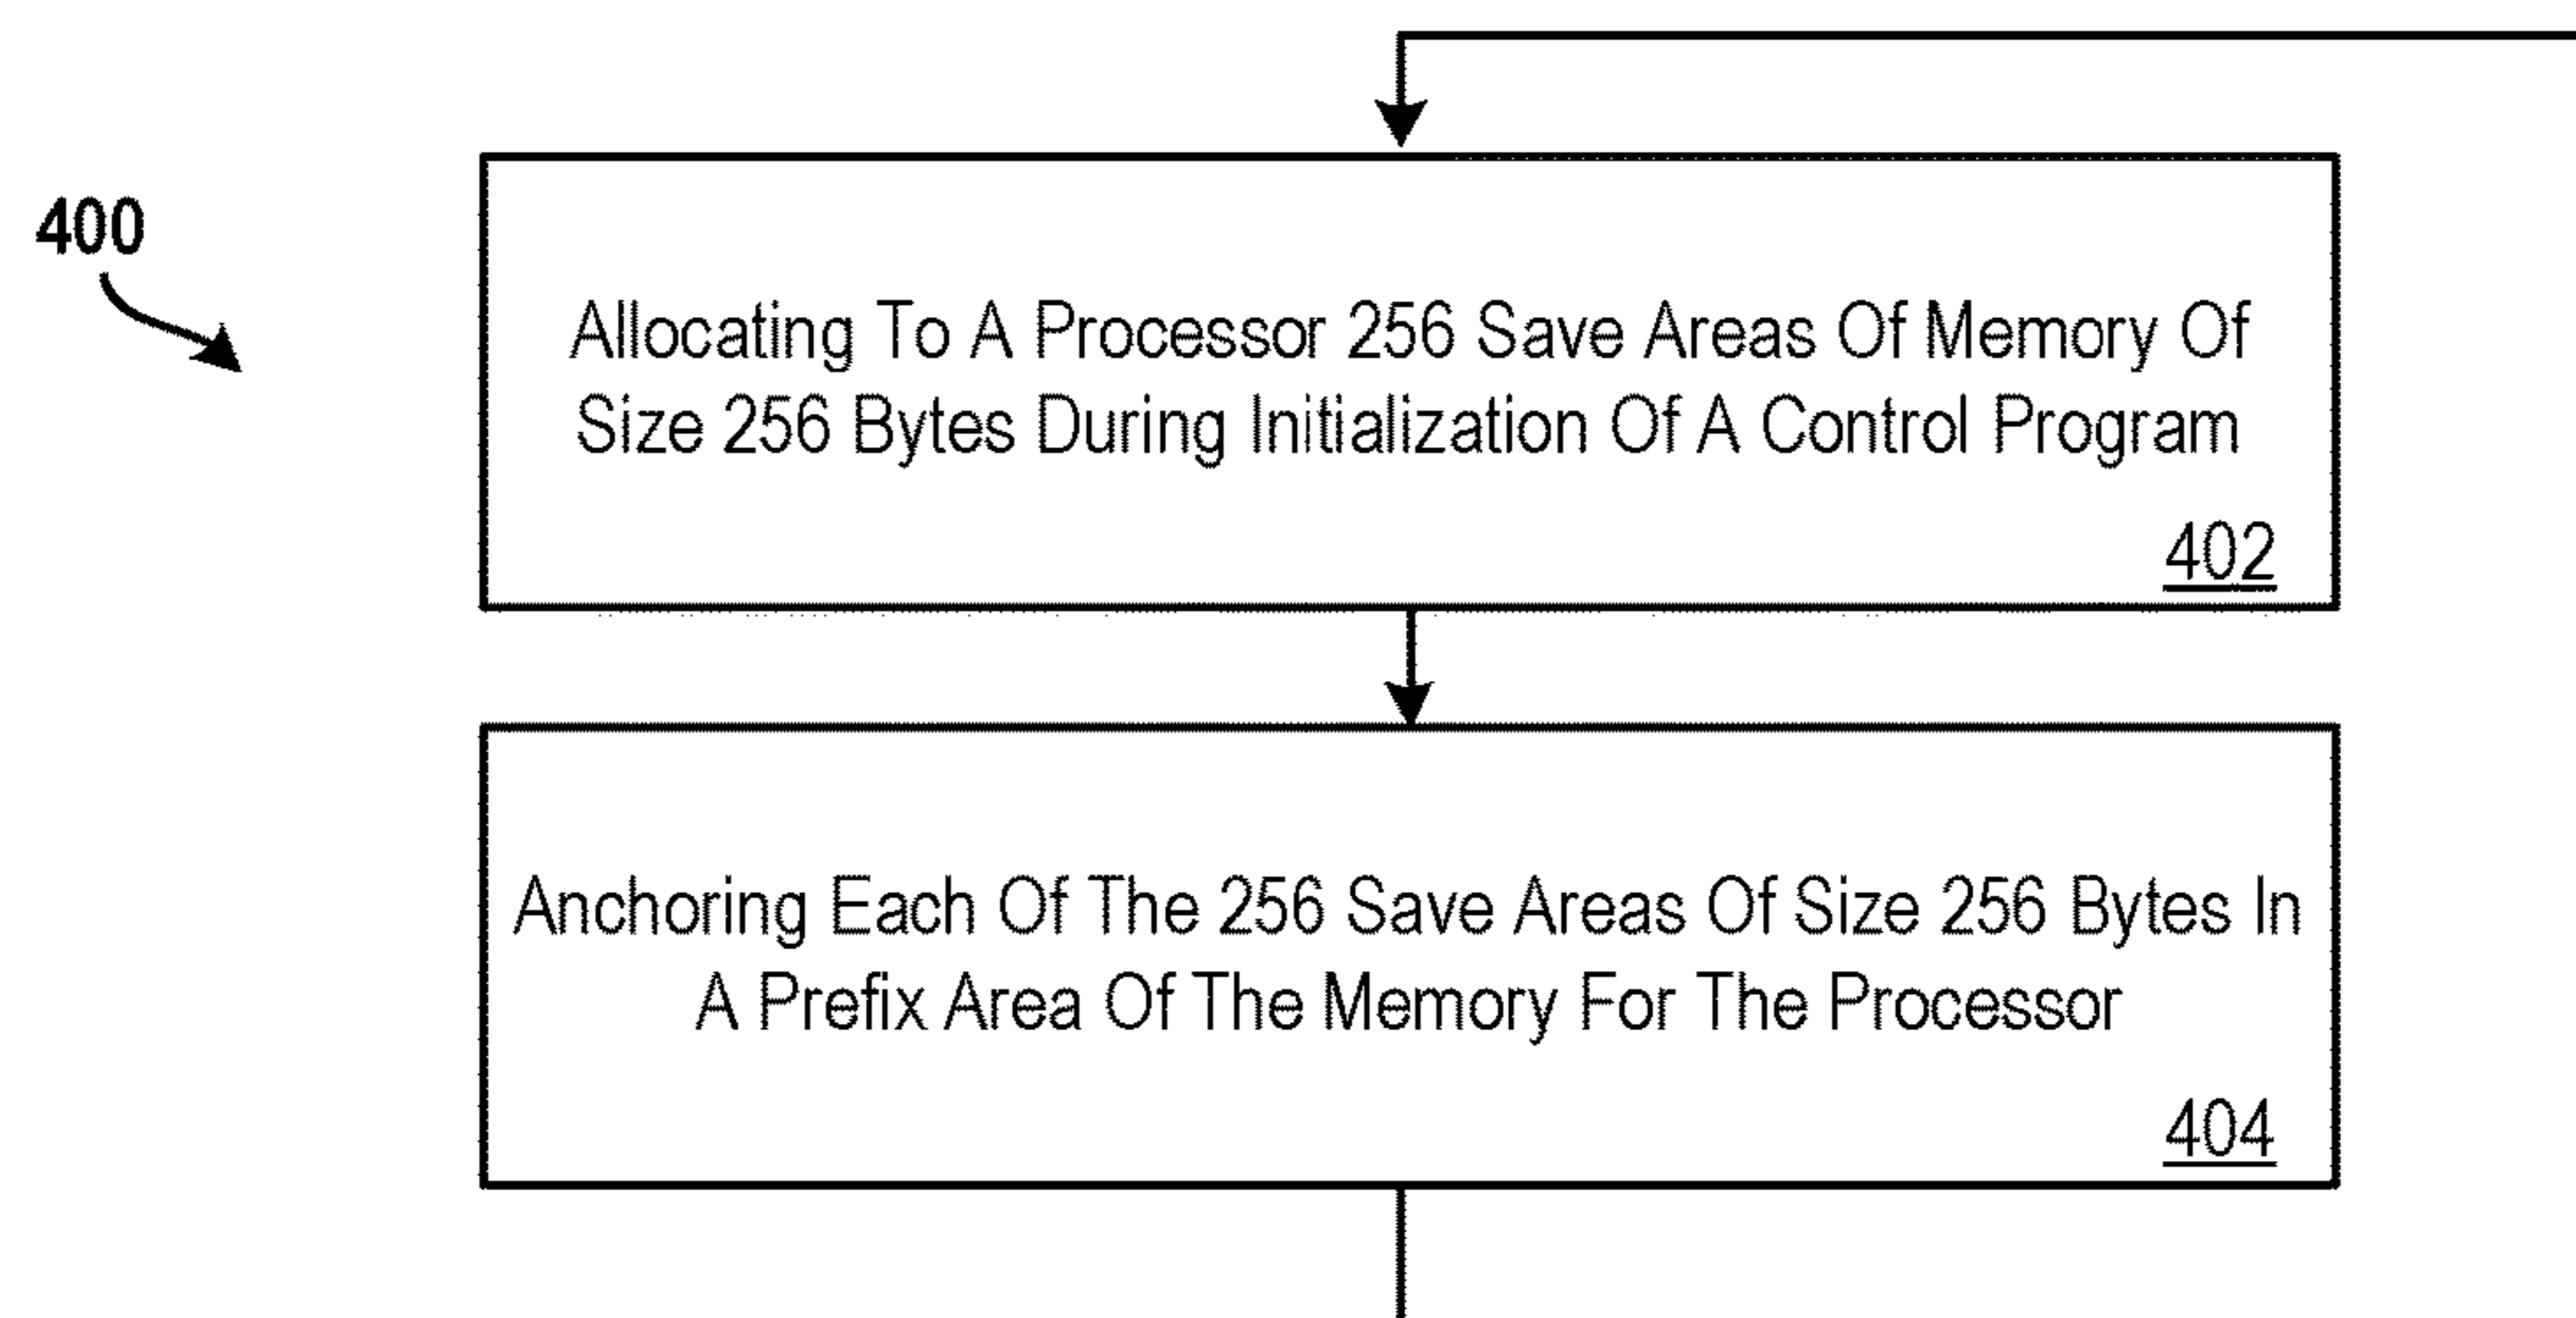 400
Allocating To A Processor 256 Save Areas Of Memory Of
Size 256 Bytes During Initialization Of A Control Program
402
Anchoring Each Of The 256 Save Areas Of Size 256 Bytes In
A Prefix Area Of The Memory For The Processor
404